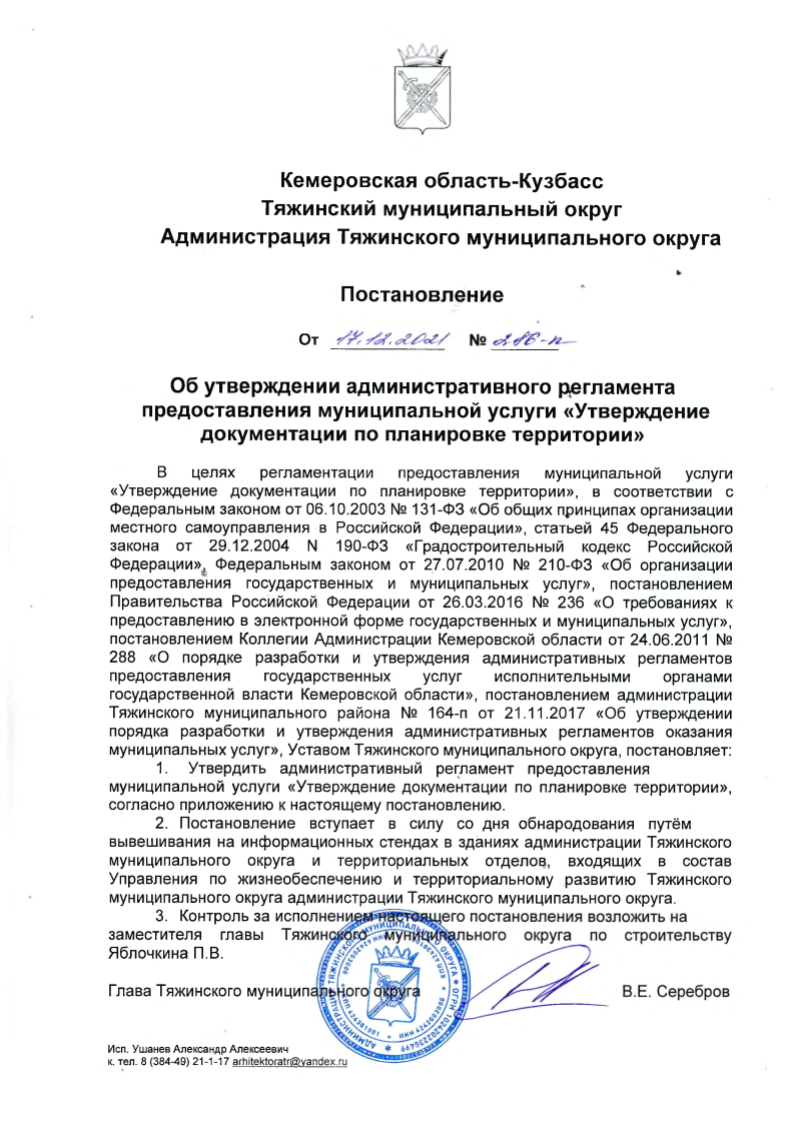 Кемеровская область-Кузбасс
Тяжинский муниципальный округ
Администрация Тяжинского муниципального округа
Постановление
От 17.12.2021 № 286-п
Об утверждении административного регламента
предоставления муниципальной услуги «Утверждение
документации по планировке территории»
В целях регламентации предоставления муниципальной услуги
«Утверждение документации по планировке территории», в соответствии с
Федеральным законом от 06.10.2003 № 131-ФЗ «Об общих принципах организации
местного самоуправления в Российской Федерации», статьей 45 Федерального
закона от 29.12.2004 N 190-ФЗ «Градостроительный кодекс Российской
Федерации», Федеральным законом от 27.07.2010 № 210-ФЗ «Об организации
предоставления государственных и муниципальных услуг», постановлением
Правительства Российской Федерации от 26.03.2016 № 236 «О требованиях к
предоставлению в электронной форме государственных и муниципальных услуг»,
постановлением Коллегии Администрации Кемеровской области от 24.06.2011 №
288 «О порядке разработки и утверждения административных регламентов
предоставления государственных услуг исполнительными органами
государственной власти Кемеровской области», постановлением администрации
Тяжинского муниципального района № 164-п от 21.11.2017 «Об утверждении
порядка разработки и утверждения административных регламентов оказания
муниципальных услуг», Уставом Тяжинского муниципального округа, постановляет:
1. Утвердить административный регламент предоставления
муниципальной услуги «Утверждение документации по планировке территории»,
согласно приложению к настоящему постановлению.
2. Постановление вступает в силу со дня обнародования путём
вывешивания на информационных стендах в зданиях администрации Тяжинского
муниципального округа и территориальных отделов, входящих в состав
Управления по жизнеобеспечению и территориальному развитию Тяжинского
муниципального округа администрации Тяжинского муниципального округа.
3. Контроль за исполнением настоящего постановления возложить на
заместителя главы Тяжинского муниципального округа по строительству
Яблочкина П.В.
Глава Тяжинского муниципального округа В.Е. Серебров
Исп. Ушанев Александр Алексеевич
к. тел. 8 (384-49) 21-1-17 arhitektoratr@yandex.ru